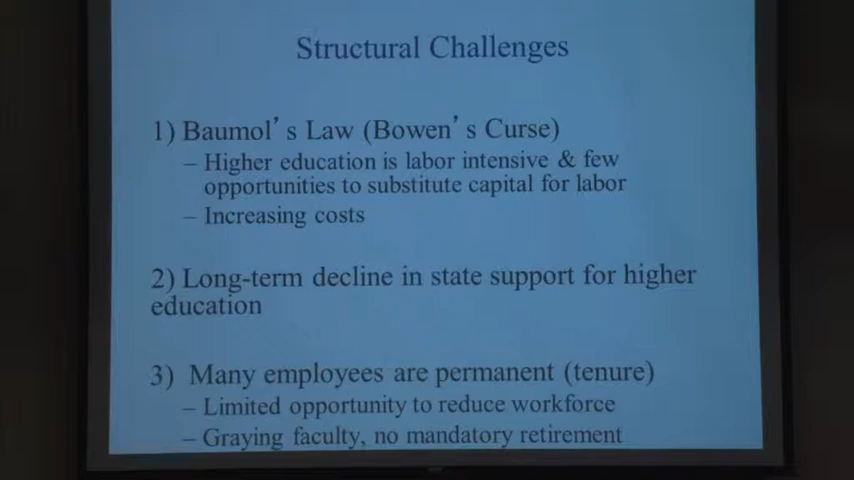 Structural Challenges
1) Baumol's Law (Bowen's Curse)
– Higher education is labor intensive & few
opportunities to substitute capital for labor
– Increasing costs
2) Long-term decline in state support for higher
education
3) Many employees are permanent (tenure)
– Limited opportunity to reduce workforce
– Graying faculty, no mandatory retirement